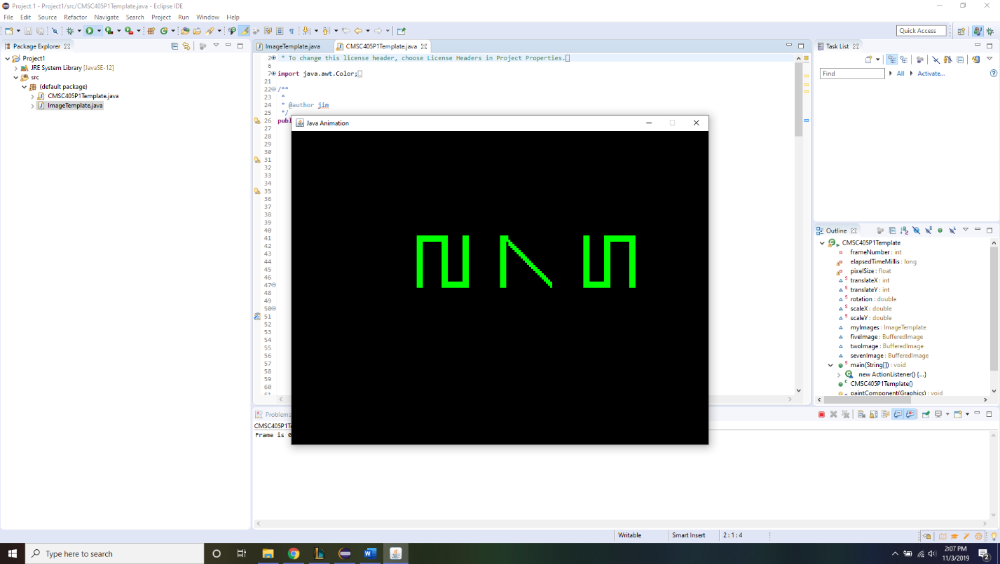 Project 1 - Project1/src/CMSC405P1Template.java - Eclipse IDE
File Edit Source Refactor Navigate Search Project Run Window Help
Quick Access
Package Explorer
Project1
JRE System Library [JavaSE-12]
src
(default package)
CMSC405P1Template.java
ImageTemplate.java
ImageTemplate.java
CMSC405P1Template.java
2 * To change this license header, choose License Headers in Project Properties.
6
7 import java.awt.Color;
21
22 /**
23 *
24 * @author jim
25 */
26 publ
27
28
29
30
31
32
33
34
35
36
37
38
39
40
41
42
43
44
45
46
47
48
49
50
51
52
53
54
55
56
57
58
59
60
61
Java Animation
Task List
Find
All
Activate...
Outline
CMSC405P1Template
frameNumber : int
elapsedTimeMillis : long
pixelSize : float
translateX : int
translateY : int
rotation : double
scaleX : double
scaleY : double
myImages : ImageTemplate
fiveImage : BufferedImage
twoImage : BufferedImage
sevenImage : BufferedImage
main(String[]) : void
new ActionListener() {...}
CMSC405P1Template()
paintComponent(Graphics) : void
Problems
CMSC405P1Te
Frame is 0
Writable
Smart Insert
2 : 1 : 4
Type here to search
2:07 PM
11/3/2019
2